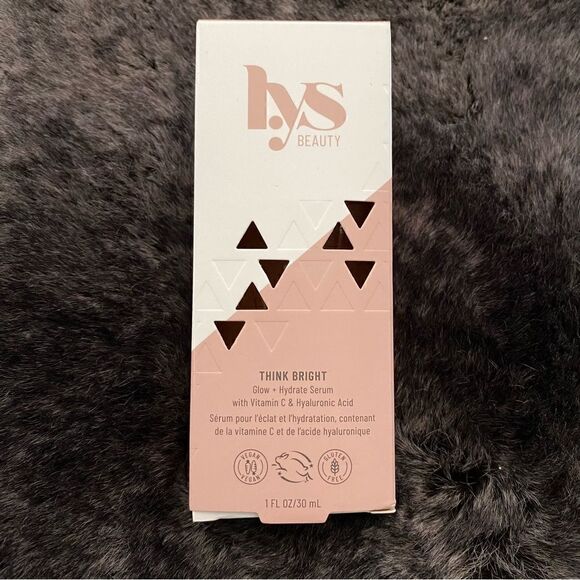 lys
BEAUTY
THINK BRIGHT
Glow + Hydrate Serum
with Vitamin C & Hyaluronic Acid
Sérum pour l'éclat et l'hydratation, contenant
de la vitamine C et de l'acide hyaluronique
VEGAN VEGAN
GLUTEN FREE
1 FL OZ/30 mL